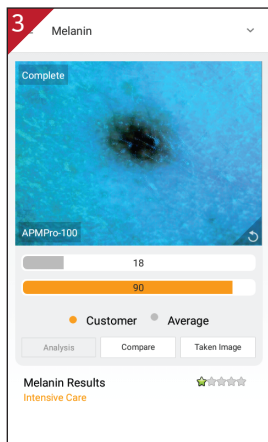 3
Melanin
Complete
APMPro-100
18
90
Customer Average
Analysis Compare Taken Image
Melanin Results
Intensive Care